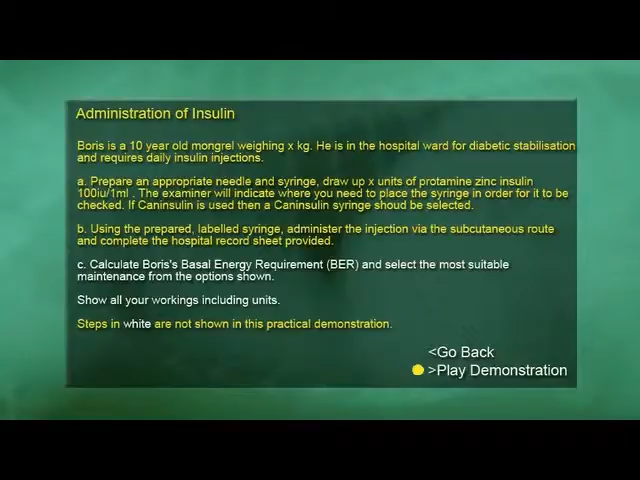 Administration of Insulin
Boris is a 10 year old mongrel weighing x kg. He is in the hospital ward for diabetic stabilisation
and requires daily insulin injections.
a. Prepare an appropriate needle and syringe, draw up x units of protamine zinc insulin
100iu/1ml . The examiner will indicate where you need to place the syringe in order for it to be
checked. If Caninsulin is used then a Caninsulin syringe shoud be selected.
b. Using the prepared, labelled syringe, administer the injection via the subcutaneous route
and complete the hospital record sheet provided.
c. Calculate Boris's Basal Energy Requirement (BER) and select the most suitable
maintenance from the options shown.
Show all your workings including units.
Steps in white are not shown in this practical demonstration.
<Go Back
>Play Demonstration